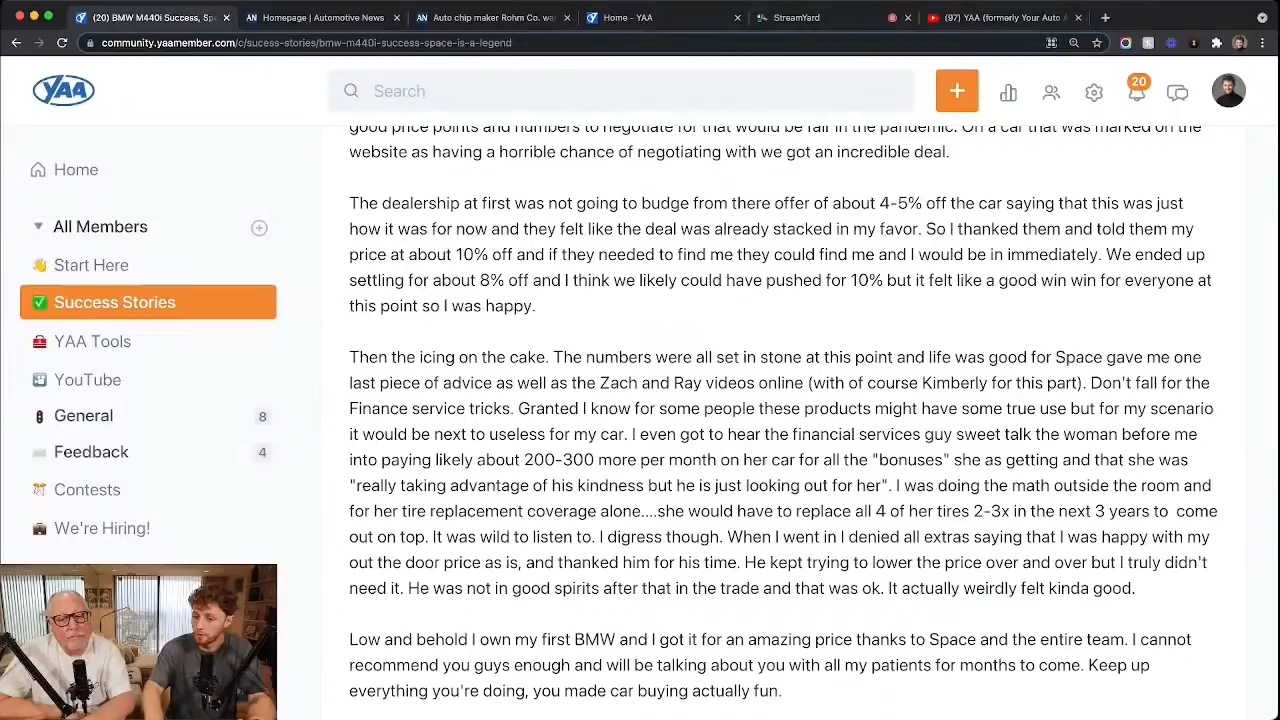 (20) BMW M440i Success, Sp
Homepage | Automotive News
Auto chip maker Rohm Co. wa
Home - YAA
StreamYard
(97) YAA (formerly Your Auto
community.yaamember.com/c/sucess-stories/bmw-m440i-success-space-is-a-legend
YAA
Search
20
Home
All Members
Start Here
Success Stories
YAA Tools
YouTube
General 8
Feedback 4
Contests
We're Hiring!
good price points and numbers to negotiate for that would be fair in the pandemic. On a car that was marked on the
website as having a horrible chance of negotiating with we got an incredible deal.
The dealership at first was not going to budge from there offer of about 4-5% off the car saying that this was just
how it was for now and they felt like the deal was already stacked in my favor. So I thanked them and told them my
price at about 10% off and if they needed to find me they could find me and I would be in immediately. We ended up
settling for about 8% off and I think we likely could have pushed for 10% but it felt like a good win win for everyone at
this point so I was happy.
Then the icing on the cake. The numbers were all set in stone at this point and life was good for Space gave me one
last piece of advice as well as the Zach and Ray videos online (with of course Kimberly for this part). Don't fall for the
Finance service tricks. Granted I know for some people these products might have some true use but for my scenario
it would be next to useless for my car. I even got to hear the financial services guy sweet talk the woman before me
into paying likely about 200-300 more per month on her car for all the "bonuses" she as getting and that she was
"really taking advantage of his kindness but he is just looking out for her". I was doing the math outside the room and
for her tire replacement coverage alone....she would have to replace all 4 of her tires 2-3x in the next 3 years to come
out on top. It was wild to listen to. I digress though. When I went in I denied all extras saying that I was happy with my
out the door price as is, and thanked him for his time. He kept trying to lower the price over and over but I truly didn't
need it. He was not in good spirits after that in the trade and that was ok. It actually weirdly felt kinda good.
Low and behold I own my first BMW and I got it for an amazing price thanks to Space and the entire team. I cannot
recommend you guys enough and will be talking about you with all my patients for months to come. Keep up
everything you're doing, you made car buying actually fun.